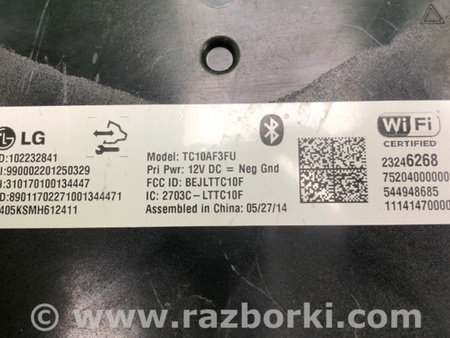 LG
D:102232841
I:990002201250329
I:310170100134447
D:89011702271001344471
405KSMH612411
Model: TC10AF3FU
Pri Pwr: 12V DC = Neg Gnd
FCC ID: BEJLTTC10F
IC: 2703C-LTTC10F
Assembled in China: 05/27/14
WiFi
CERTIFIED
23246268
75204000000
544948685
11141470000
© www.razborki.com